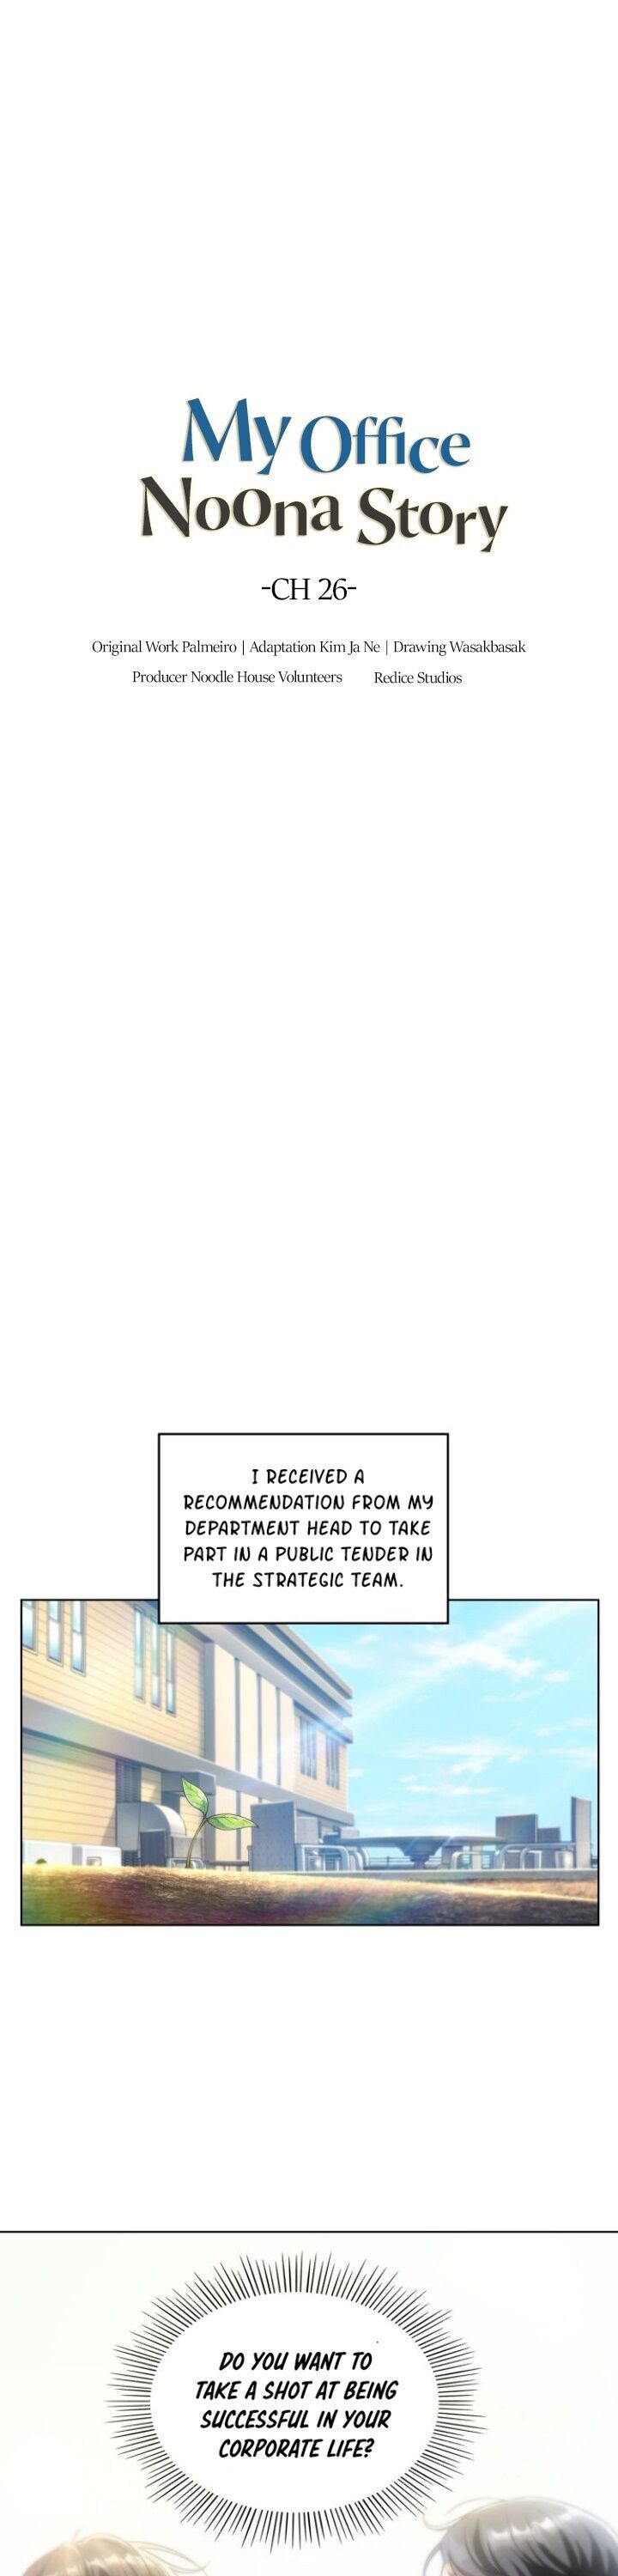 My Office
Noona Story
-CH 26-
Original Work Palmeiro | Adaptation Kim Ja Ne | Drawing Wasakbasak
Producer Noodle House Volunteers Redice Studios
I RECEIVED A
RECOMMENDATION FROM MY
DEPARTMENT HEAD TO TAKE
PART IN A PUBLIC TENDER IN
THE STRATEGIC TEAM.
DO YOU WANT TO
TAKE A SHOT AT BEING
SUCCESSFUL IN YOUR
CORPORATE LIFE?